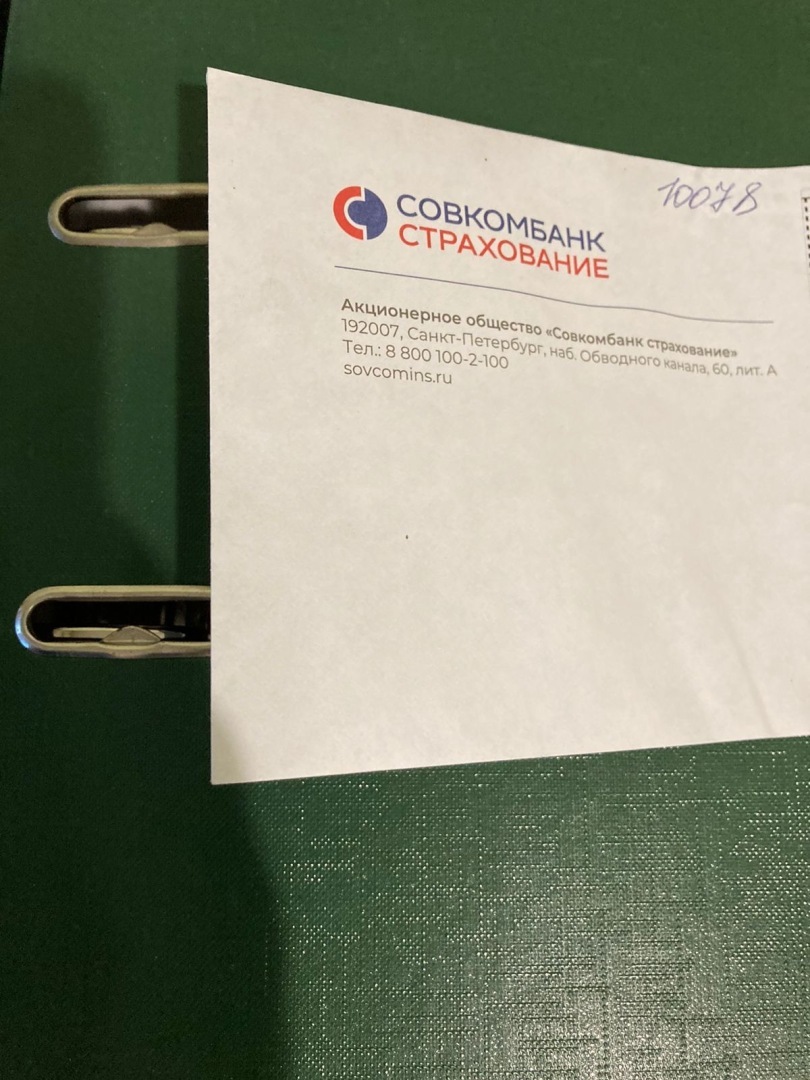 10078
СОВКОМБАНК
СТРАХОВАНИЕ
Акционерное общество «Совкомбанк страхование»
192007, Санкт-Петербург, наб. Обводного канала, 60, лит. А
Тел.: 8 800 100-2-100
sovcomins.ru